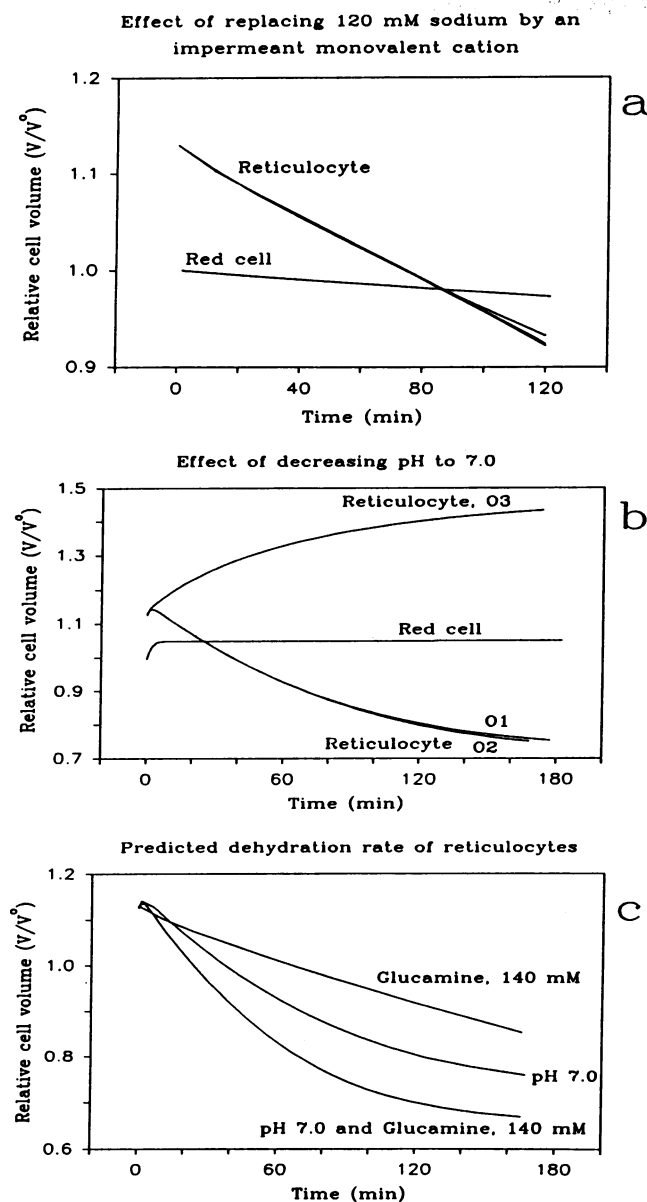 Effect of replacing 120 mM sodium by an
impermeant monovalent cation
a
Relative cell volume (V/V°)
1.2
1.1
1.0
0.9
Reticulocyte
Red cell
0 40 80 120
Time (min)
Effect of decreasing pH to 7.0
b
Relative cell volume (V/V°)
1.5
1.3
1.1
0.9
0.7
Reticulocyte, O3
Red cell
O1
Reticulocyte O2
0 60 120 180
Time (min)
Predicted dehydration rate of reticulocytes
c
Relative cell volume (V/V°)
1.2
1.0
0.8
0.6
Glucamine, 140 mM
pH 7.0
pH 7.0 and Glucamine, 140 mM
0 60 120 180
Time (min)